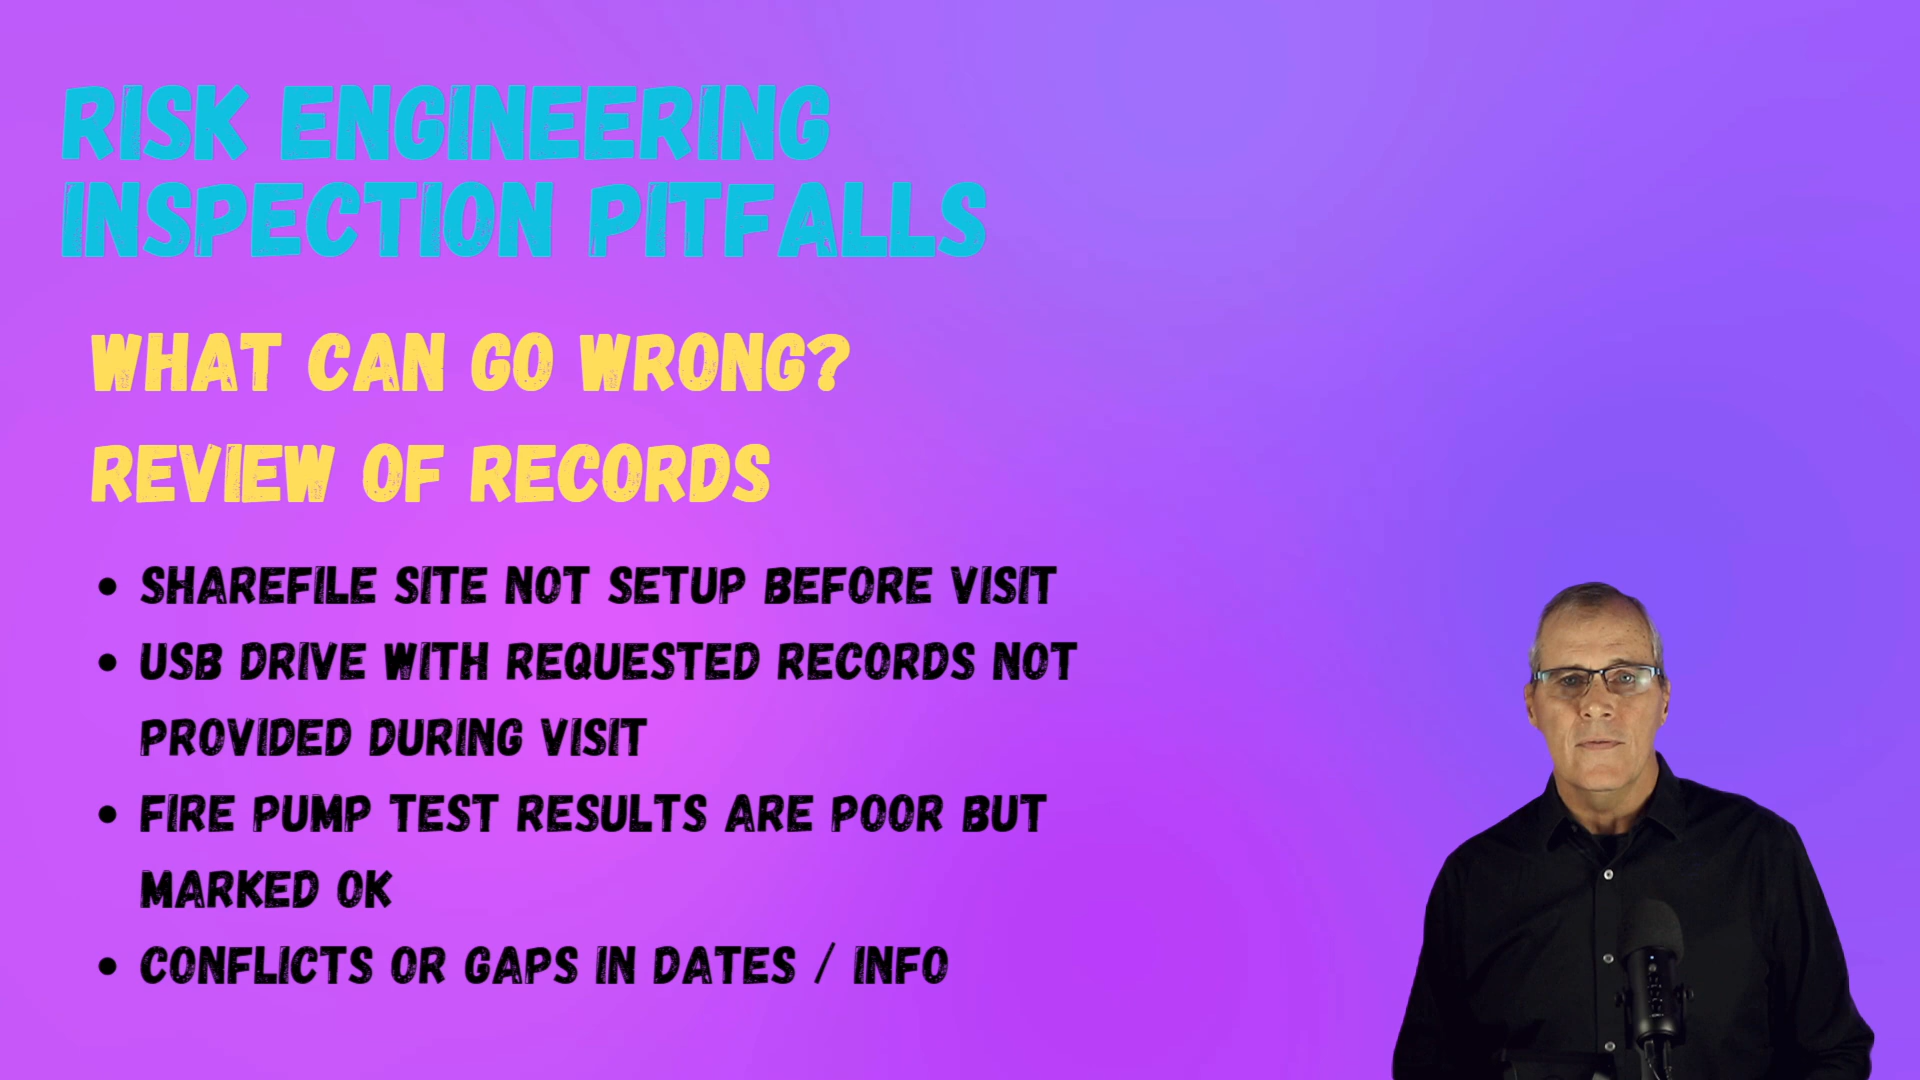 RISK ENGINEERING
INSPECTION PITFALLS
WHAT CAN GO WRONG?
REVIEW OF RECORDS
• SHAREFILE SITE NOT SETUP BEFORE VISIT
• USB DRIVE WITH REQUESTED RECORDS NOT
PROVIDED DURING VISIT
• FIRE PUMP TEST RESULTS ARE POOR BUT
MARKED OK
• CONFLICTS OR GAPS IN DATES / INFO